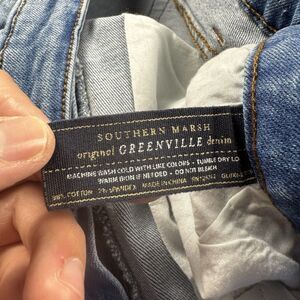 SOUTHERN MARSH
original GREENVILLE denim
MACHINE WASH COLD WITH LIKE COLORS - TUMBLE DRY LO
WARM IRON IF NEEDED - DO NOT BLEACH
COTTON 2% SPANDEX MADE IN CHINA